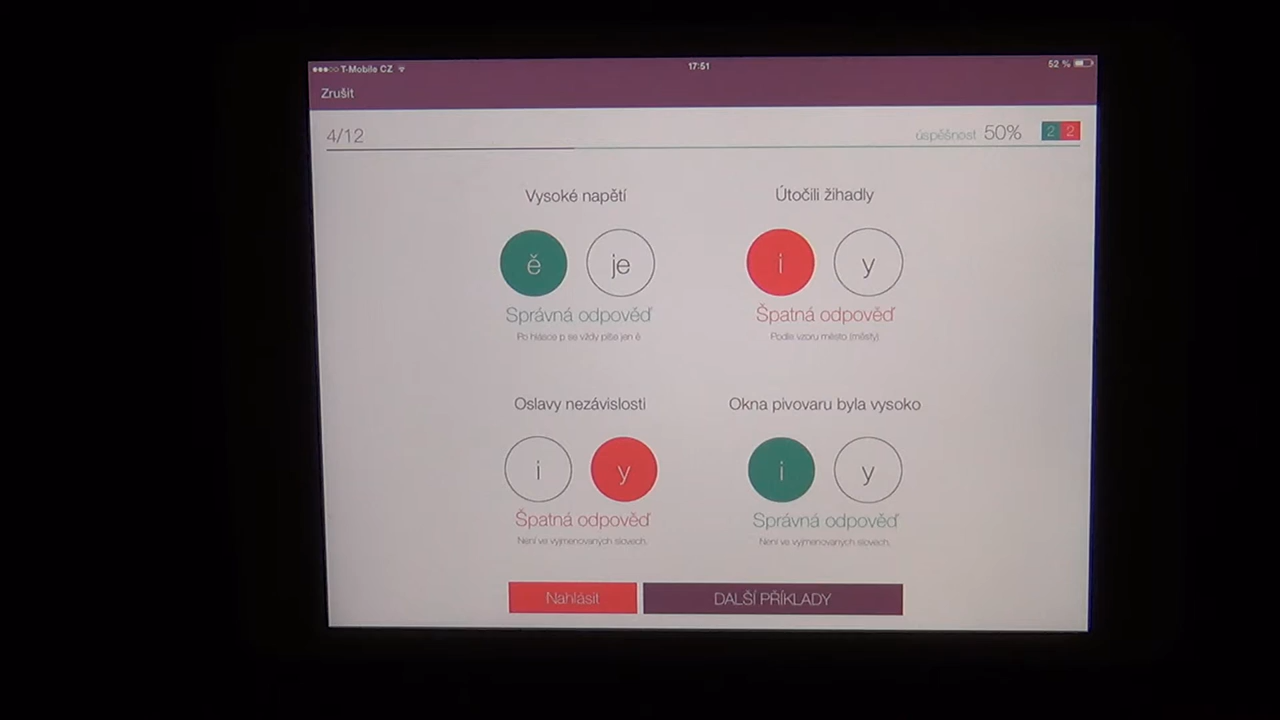 T-Mobile CZ 17:51 52 %
Zrušit
4/12 úspěšnost 50% 2 2
Vysoké napětí
ě je
Správná odpověď
Po hlásce p se vždy píše jen ě
Útočili žihadly
i y
Špatná odpověď
Podle vzoru město (městy)
Oslavy nezávislosti
i y
Špatná odpověď
Není ve vyjmenovaných slovech.
Okna pivovaru byla vysoko
i y
Správná odpověď
Není ve vyjmenovaných slovech.
Nahlásit DALŠÍ PŘÍKLADY